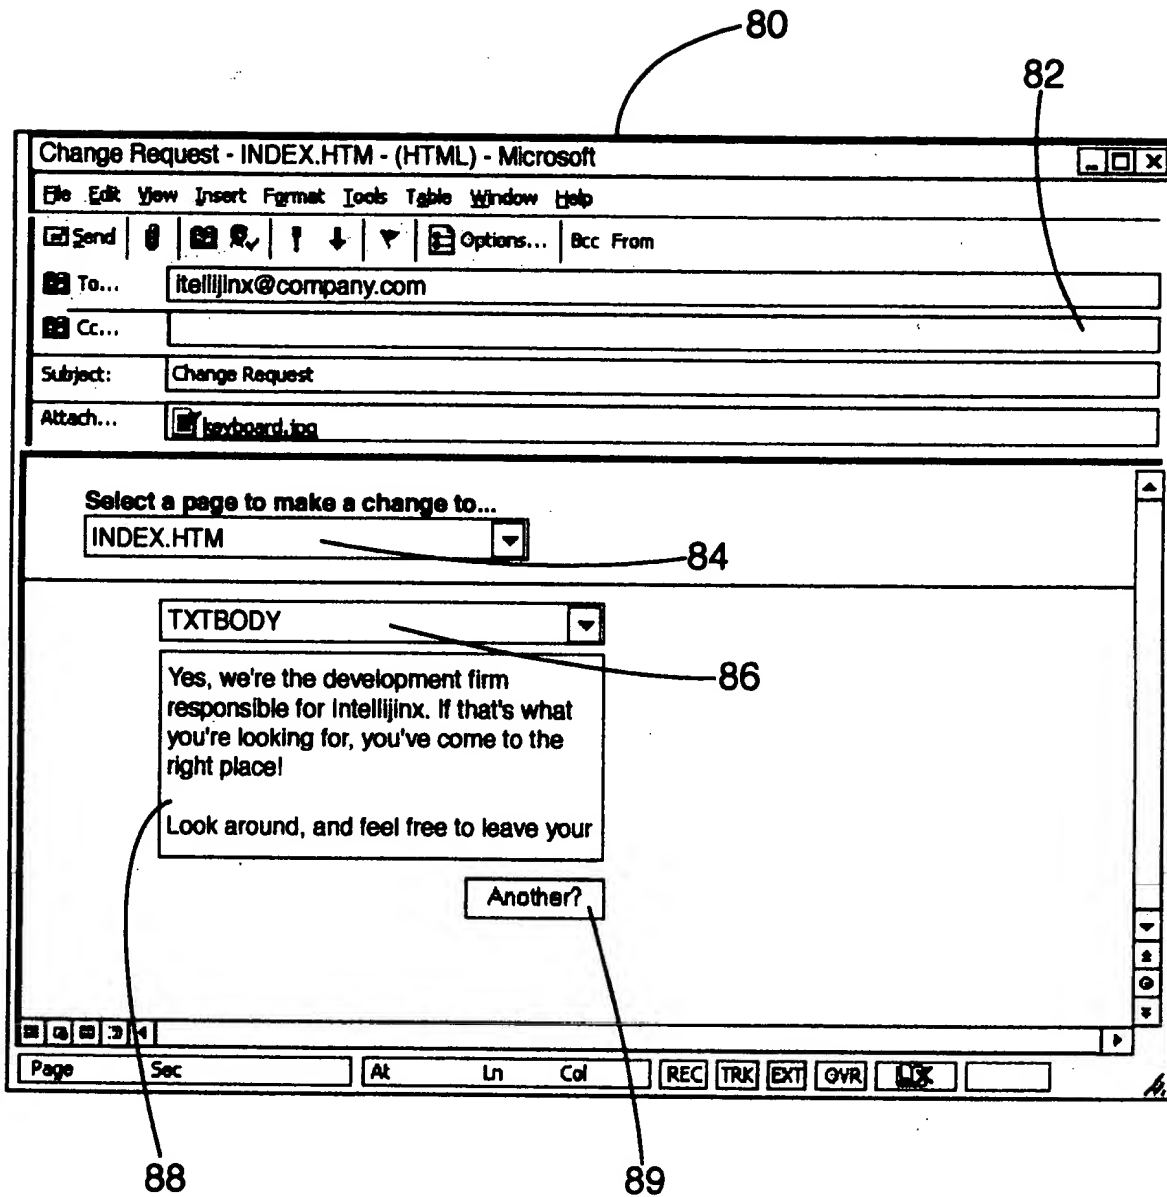 80
82
Change Request - INDEX.HTM - (HTML) - Microsoft
File Edit View Insert Format Tools Table Window Help
Send Options... Bcc From
To... itellijinx@company.com
Cc...
Subject: Change Request
Attach... keyboard.jpg
Select a page to make a change to...
INDEX.HTM
84
TXTBODY
86
Yes, we're the development firm
responsible for Intellijinx. If that's what
you're looking for, you've come to the
right place!
Look around, and feel free to leave your
Another?
Page Sec At Ln Col REC TRK EXT OVR
88
89